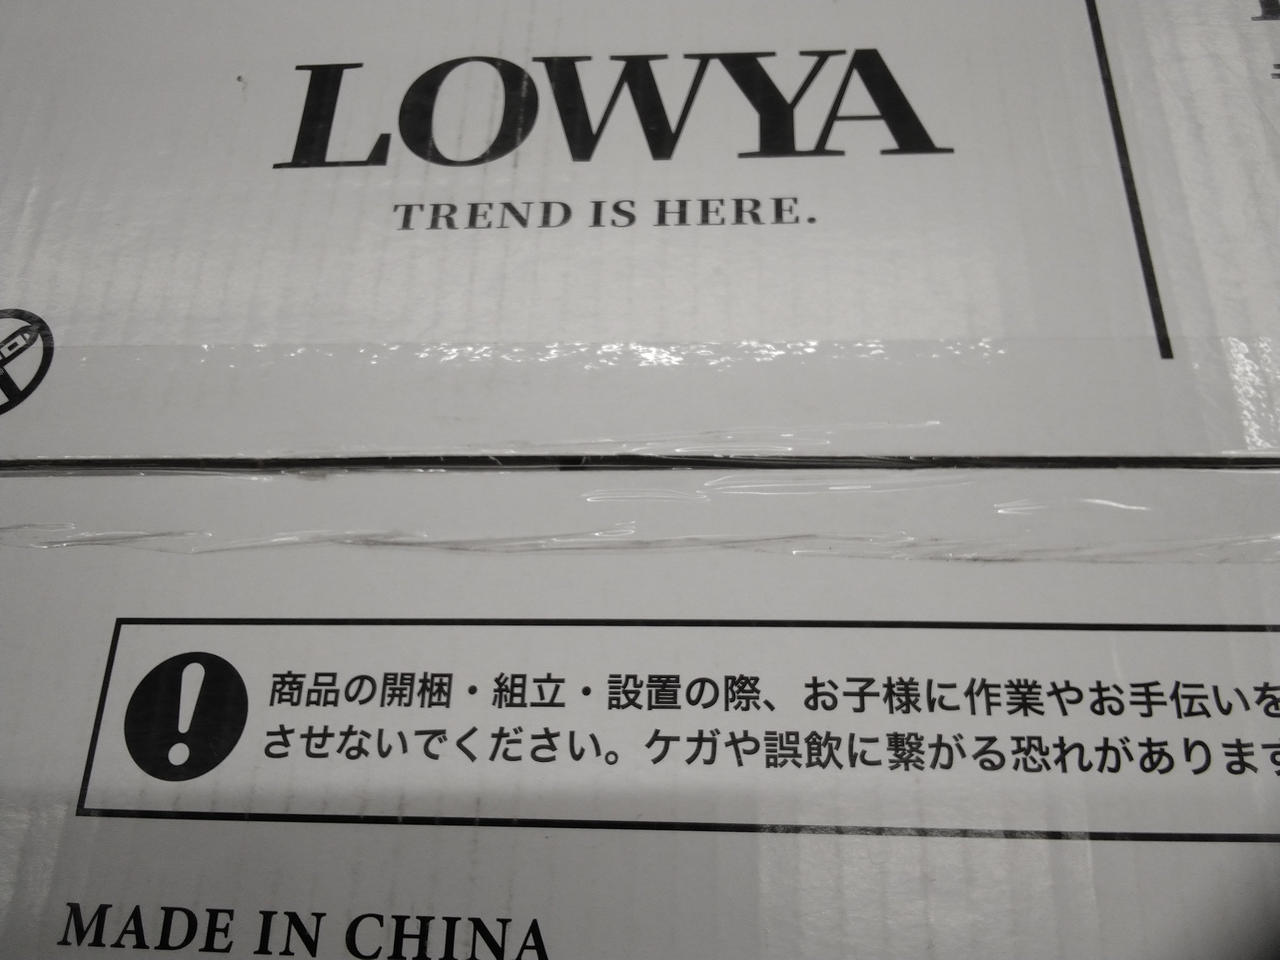 LOWYA
TREND IS HERE.
商品の開梱・組立・設置の際、お子様に作業やお手伝いを
させないでください。ケガや誤飲に繋がる恐れがあります
MADE IN CHINA